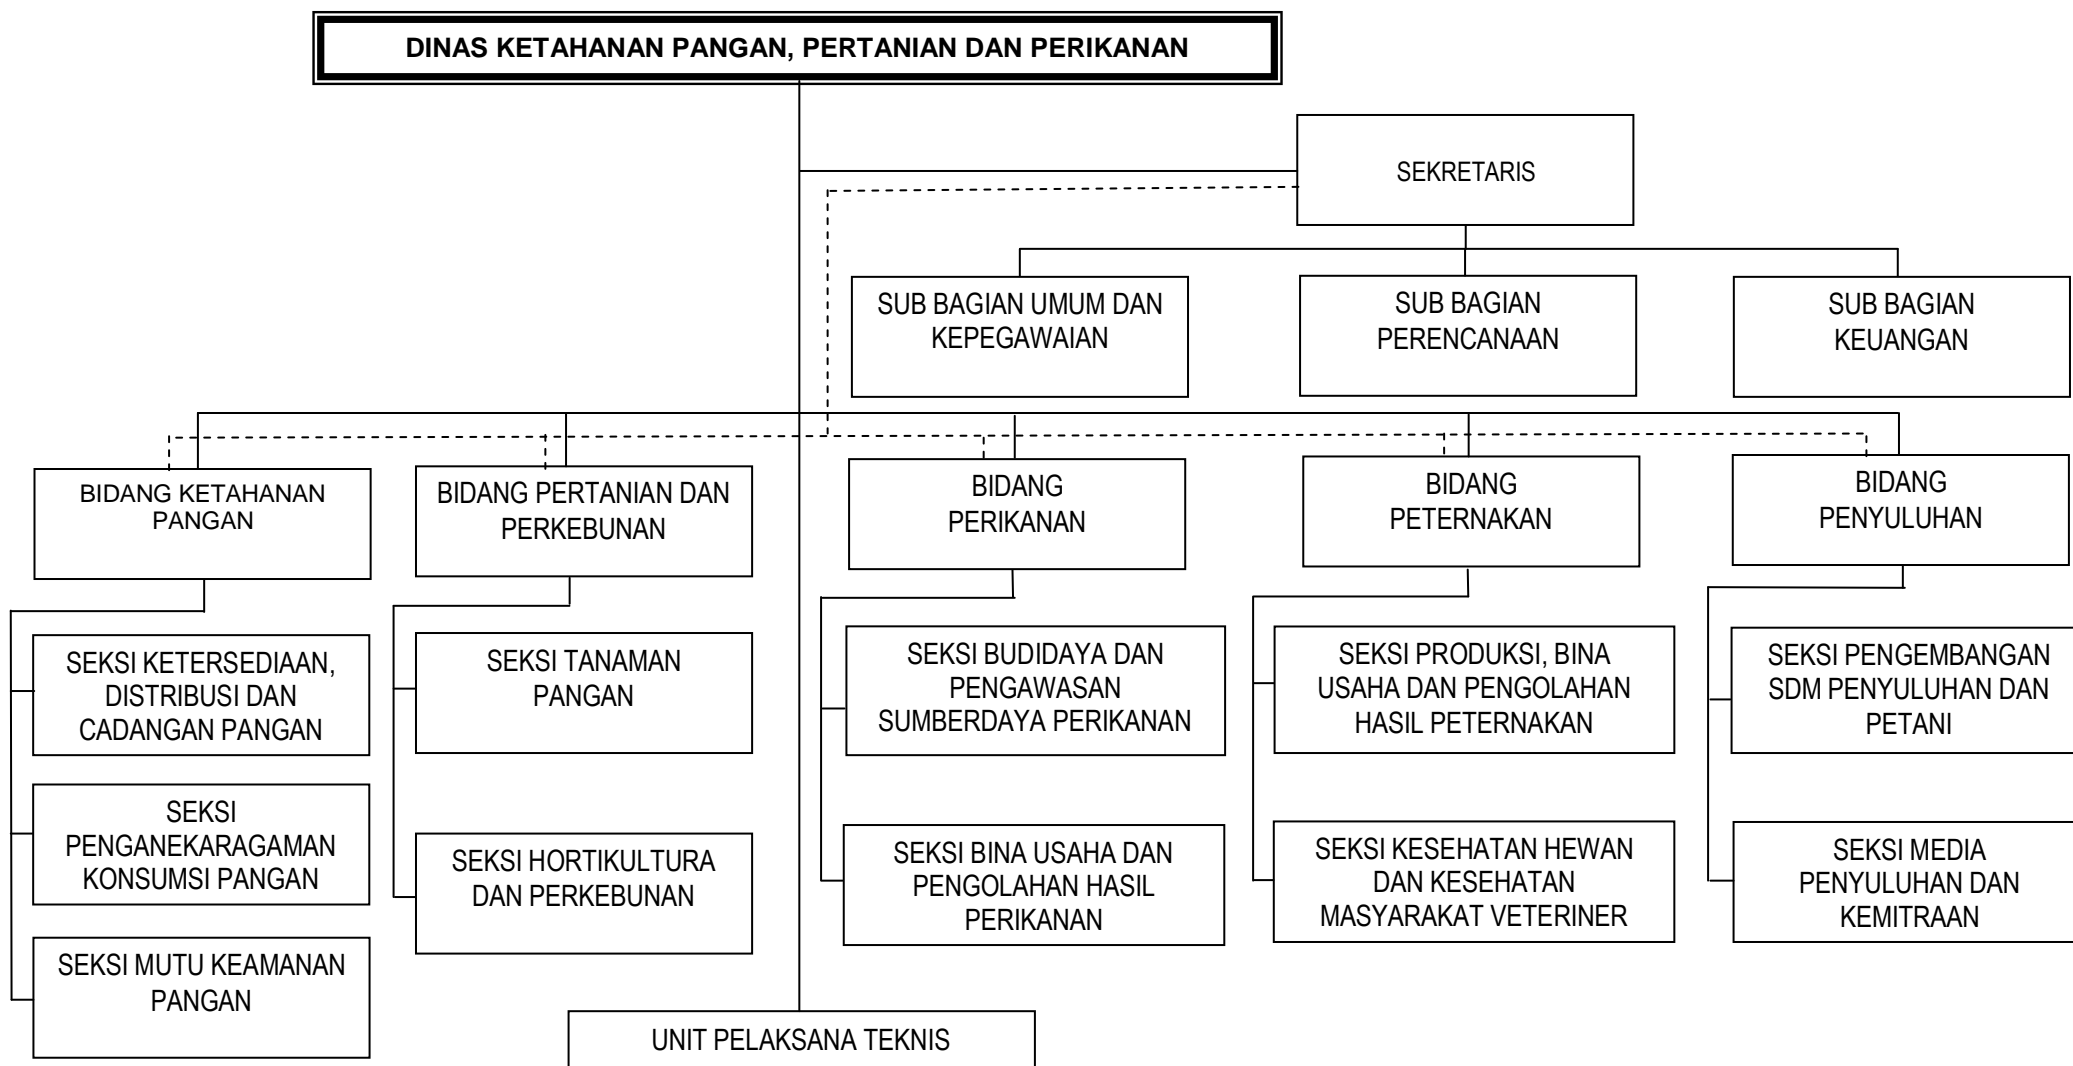 DINAS KETAHANAN PANGAN, PERTANIAN DAN PERIKANAN
SEKRETARIS
SUB BAGIAN UMUM DAN
KEPEGAWAIAN
SUB BAGIAN
PERENCANAAN
SUB BAGIAN
KEUANGAN
BIDANG KETAHANAN
PANGAN
BIDANG PERTANIAN DAN
PERKEBUNAN
BIDANG
PERIKANAN
BIDANG
PETERNAKAN
BIDANG
PENYULUHAN
SEKSI KETERSEDIAAN,
DISTRIBUSI DAN
CADANGAN PANGAN
SEKSI TANAMAN
PANGAN
SEKSI BUDIDAYA DAN
PENGAWASAN
SUMBERDAYA PERIKANAN
SEKSI PRODUKSI, BINA
USAHA DAN PENGOLAHAN
HASIL PETERNAKAN
SEKSI PENGEMBANGAN
SDM PENYULUHAN DAN
PETANI
SEKSI
PENGANEKARAGAMAN
KONSUMSI PANGAN
SEKSI HORTIKULTURA
DAN PERKEBUNAN
SEKSI BINA USAHA DAN
PENGOLAHAN HASIL
PERIKANAN
SEKSI KESEHATAN HEWAN
DAN KESEHATAN
MASYARAKAT VETERINER
SEKSI MEDIA
PENYULUHAN DAN
KEMITRAAN
SEKSI MUTU KEAMANAN
PANGAN
UNIT PELAKSANA TEKNIS